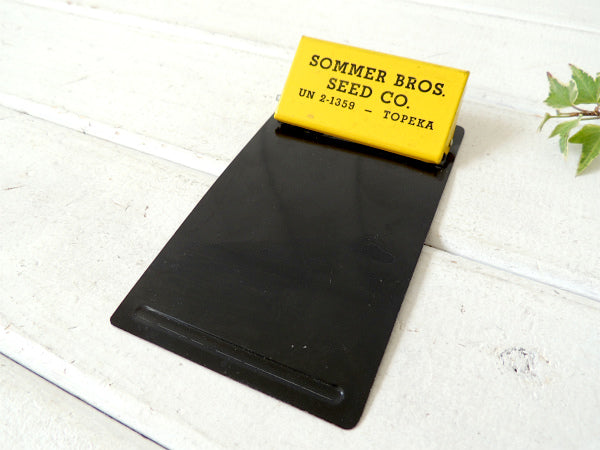 SOMMER BROS.
SEED CO.
UN 2-1359 – TOPEKA